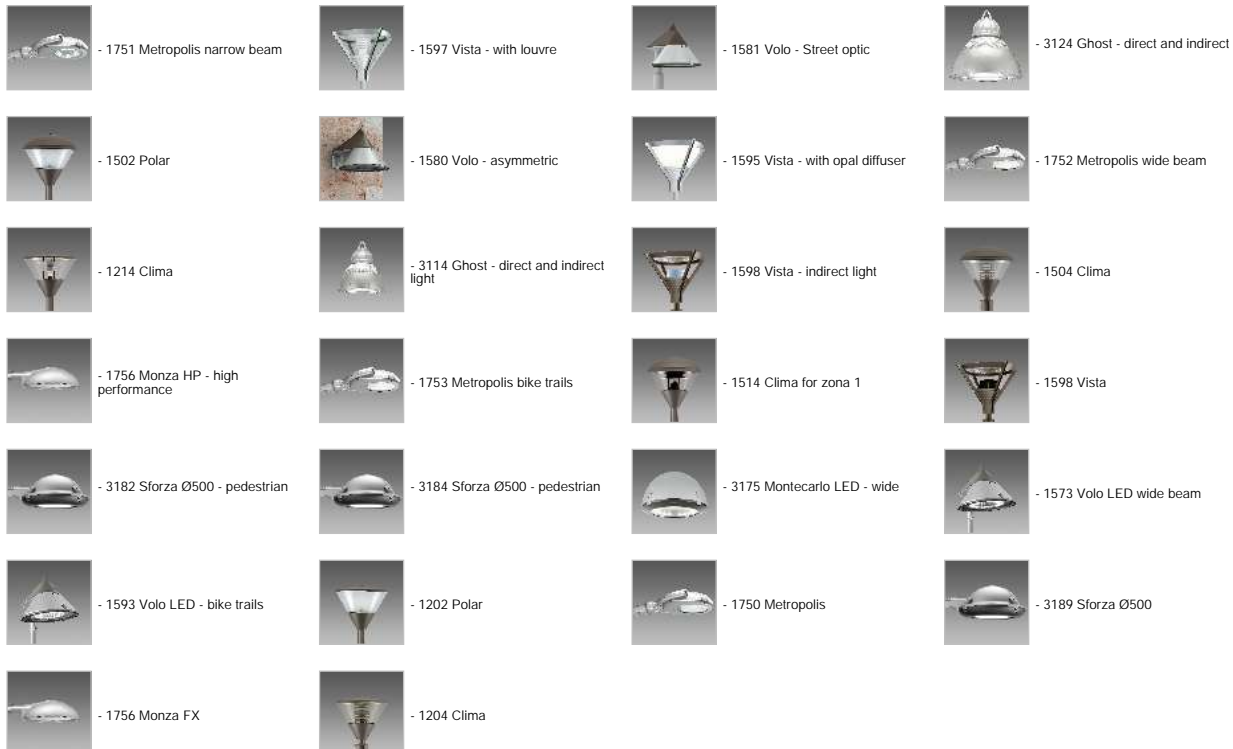 - 1751 Metropolis narrow beam
- 1597 Vista - with louvre
- 1581 Volo - Street optic
- 3124 Ghost - direct and indirect
- 1502 Polar
- 1580 Volo - asymmetric
- 1595 Vista - with opal diffuser
- 1752 Metropolis wide beam
- 1214 Clima
- 3114 Ghost - direct and indirect
light
- 1598 Vista - indirect light
- 1504 Clima
- 1756 Monza HP - high
performance
- 1753 Metropolis bike trails
- 1514 Clima for zona 1
- 1598 Vista
- 3182 Sforza Ø500 - pedestrian
- 3184 Sforza Ø500 - pedestrian
- 3175 Montecarlo LED - wide
- 1573 Volo LED wide beam
- 1593 Volo LED - bike trails
- 1202 Polar
- 1750 Metropolis
- 3189 Sforza Ø500
- 1756 Monza FX
- 1204 Clima